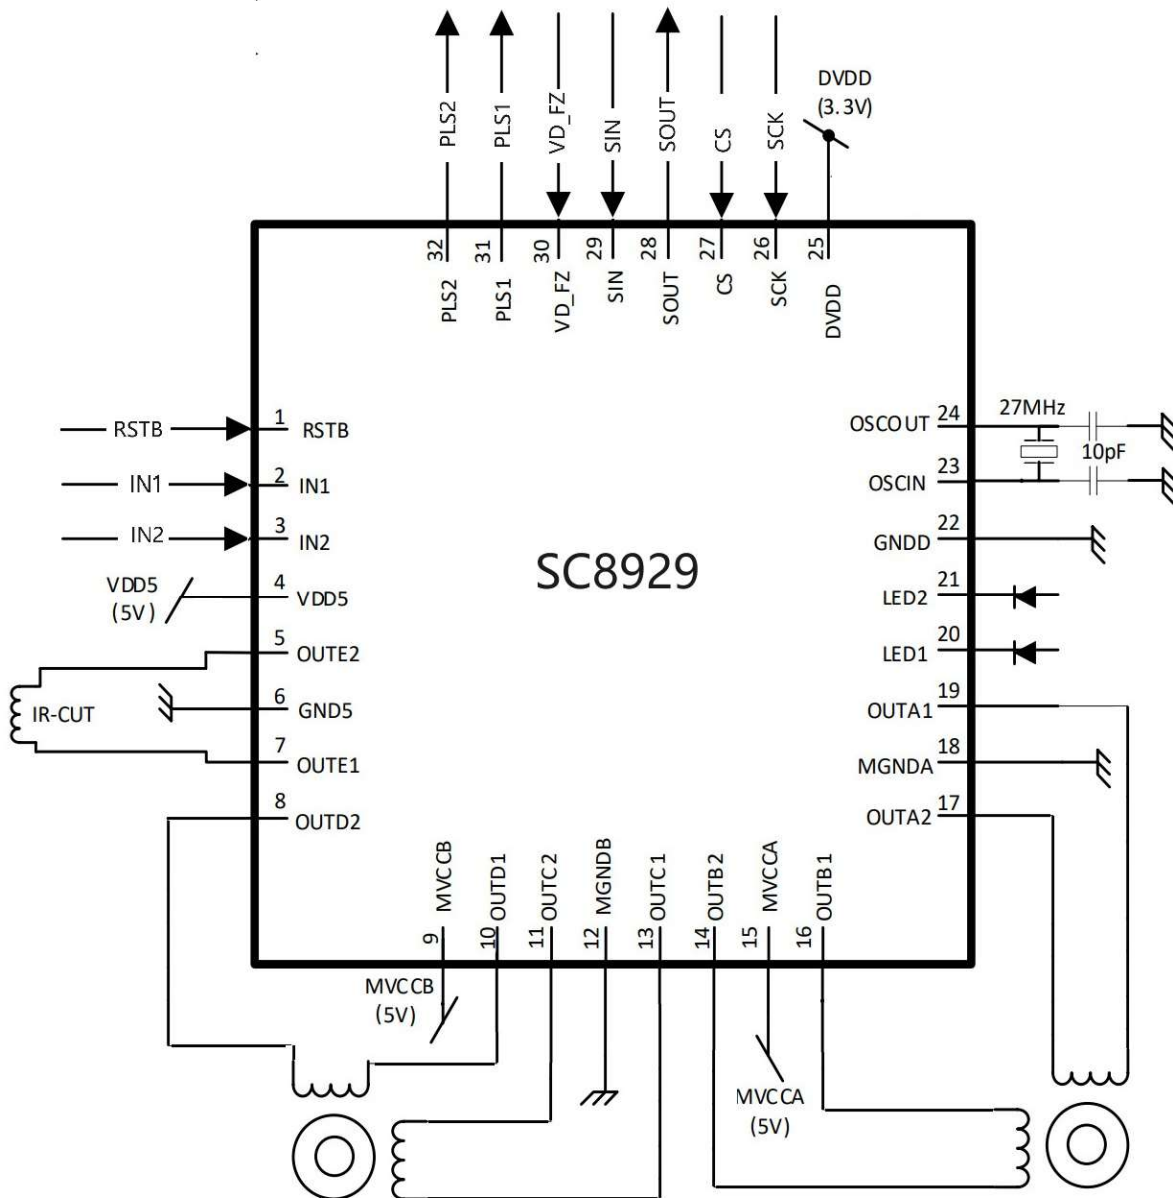 PLS2
PLS1
VD_FZ
SIN
SOUT
CS
SCK
DVDD
(3.3V)
32
31
30
29
28
27
26
25
PLS2
PLS1
VD_FZ
SIN
SOUT
CS
SCK
DVDD
RSTB
1
RSTB
IN1
2
IN1
IN2
3
IN2
VDD5
(5V)
4
VDD5
5
OUTE2
IR-CUT
6
GND5
7
OUTE1
8
OUTD2
SC8929
OSCOUT
24
27MHz
10pF
OSCIN
23
GNDD
22
LED2
21
LED1
20
OUTA1
19
MGNDA
18
OUTA2
17
MVCCB
OUTD1
OUTC2
MGNDB
OUTC1
OUTB2
MVCCA
OUTB1
9
10
11
12
13
14
15
16
MVCCB
(5V)
MVCCA
(5V)